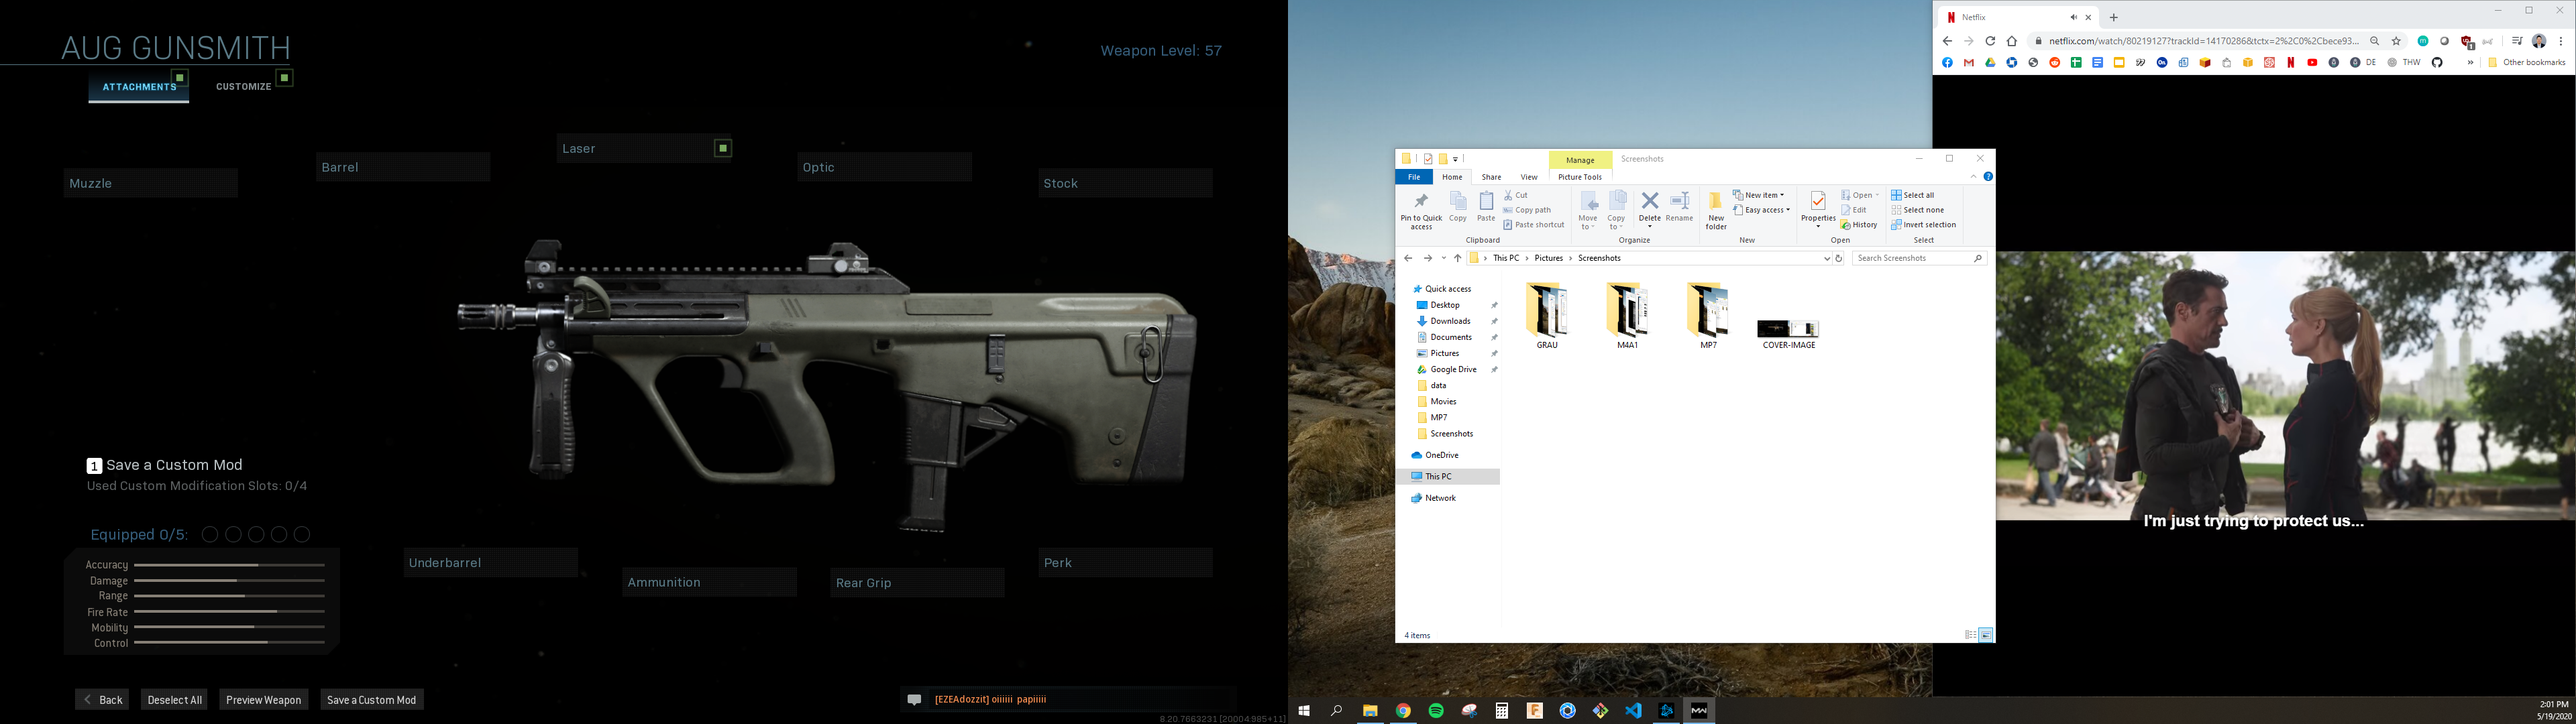 AUG GUNSMITH
Weapon Level: 57
ATTACHMENTS
CUSTOMIZE
Laser
Barrel
Optic
Muzzle
Stock
1 Save a Custom Mod
Used Custom Modification Slots: 0/4
Equipped 0/5:
Accuracy
Damage
Range
Fire Rate
Mobility
Control
Underbarrel
Ammunition
Rear Grip
Perk
Back
Deselect All
Preview Weapon
Save a Custom Mod
[EZEAdozzit] oiiiiii papiiiii
8.20.7663231 [20004:985+11]
Manage
Screenshots
File
Home
Share
View
Picture Tools
Pin to Quick access
Copy
Paste
Cut
Copy path
Paste shortcut
Clipboard
Move to
Copy to
Delete
Rename
Organize
New folder
New item
Easy access
New
Properties
Open
Edit
History
Open
Select all
Select none
Invert selection
Select
This PC
Pictures
Screenshots
Search Screenshots
Quick access
Desktop
Downloads
Documents
Pictures
Google Drive
data
Movies
MP7
Screenshots
OneDrive
This PC
Network
GRAU
M4A1
MP7
COVER-IMAGE
4 items
Netflix
netflix.com/watch/80219127?trackId=14170286&tctx=2%2C0%2Cbece93...
DE
THW
Other bookmarks
I'm just trying to protect us...
2:01 PM
5/19/2020